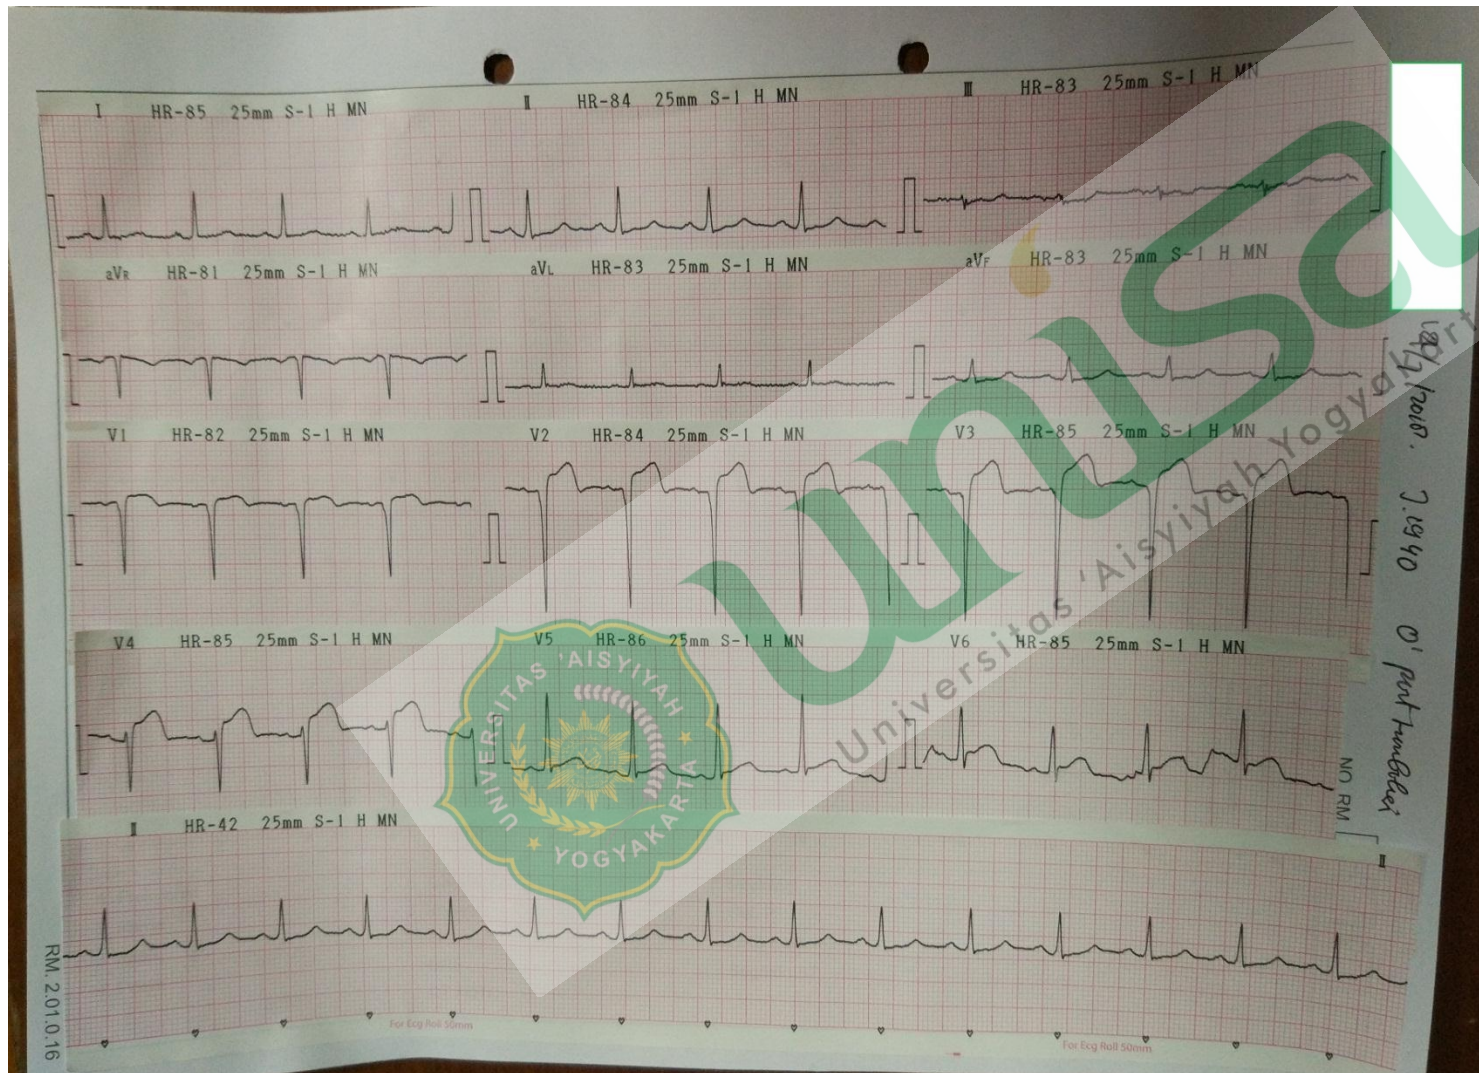 I HR-85 25mm S-1 H MN
II HR-84 25mm S-1 H MN
III HR-83 25mm S-1 H MN
aVR HR-81 25mm S-1 H MN
aVL HR-83 25mm S-1 H MN
aVF HR-83 25mm S-1 H MN
V1 HR-82 25mm S-1 H MN
V2 HR-84 25mm S-1 H MN
V3 HR-85 25mm S-1 H MN
V4 HR-85 25mm S-1 H MN
V5 HR-86 25mm S-1 H MN
V6 HR-85 25mm S-1 H MN
II HR-42 25mm S-1 H MN
II
For Ecg Roll 50mm
For Ecg Roll 50mm
RM. 2.01.0.16
NO RM
J.1940
unisa
Universitas 'Aisyiyah Yogyakarta
UNIVERSITAS 'AISYIYAH
YOGYAKARTA